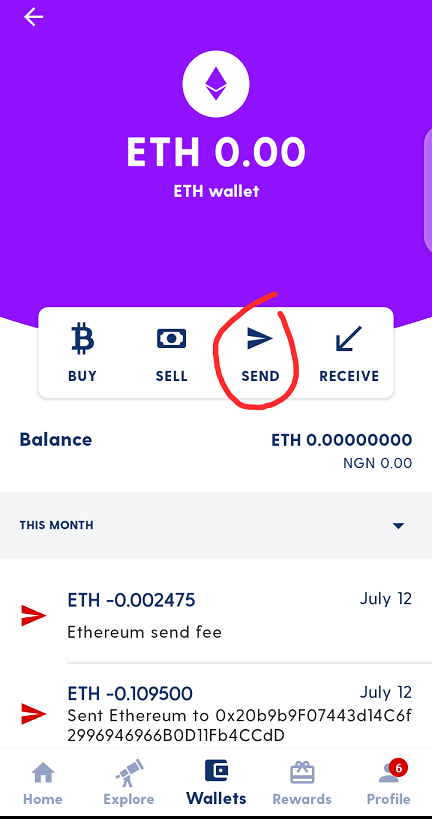 ETH 0.00
ETH wallet
BUY
SELL
SEND
RECEIVE
Balance
ETH 0.00000000
NGN 0.00
THIS MONTH
ETH -0.002475
July 12
Ethereum send fee
ETH -0.109500
July 12
Sent Ethereum to 0x20b9b9F07443d14C6f
2996946966B0D11Fb4CCdD
6
Home
Explore
Wallets
Rewards
Profile